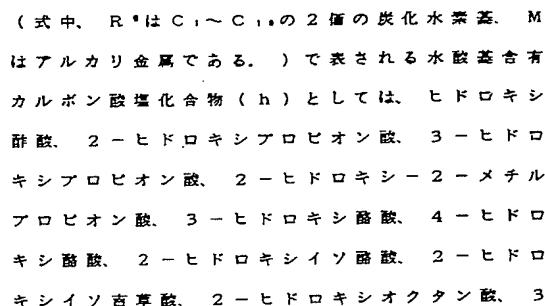 (式中、RはC₁〜Cの2価の炭化水素基、M
はアルカリ金属である。)で表される水酸基含有
カルボン酸塩化合物(h)としては、ヒドロキシ
酢酸、2−ヒドロキシプロピオン酸、3−ヒドロ
キシプロピオン酸、2−ヒドロキシ−2−メチル
プロピオン酸、3−ヒドロキシ酪酸、4−ヒドロ
キシ酪酸、2−ヒドロキシイソ酪酸、2−ヒドロ
キシイソ吉草酸、2−ヒドロキシオクタン酸、3